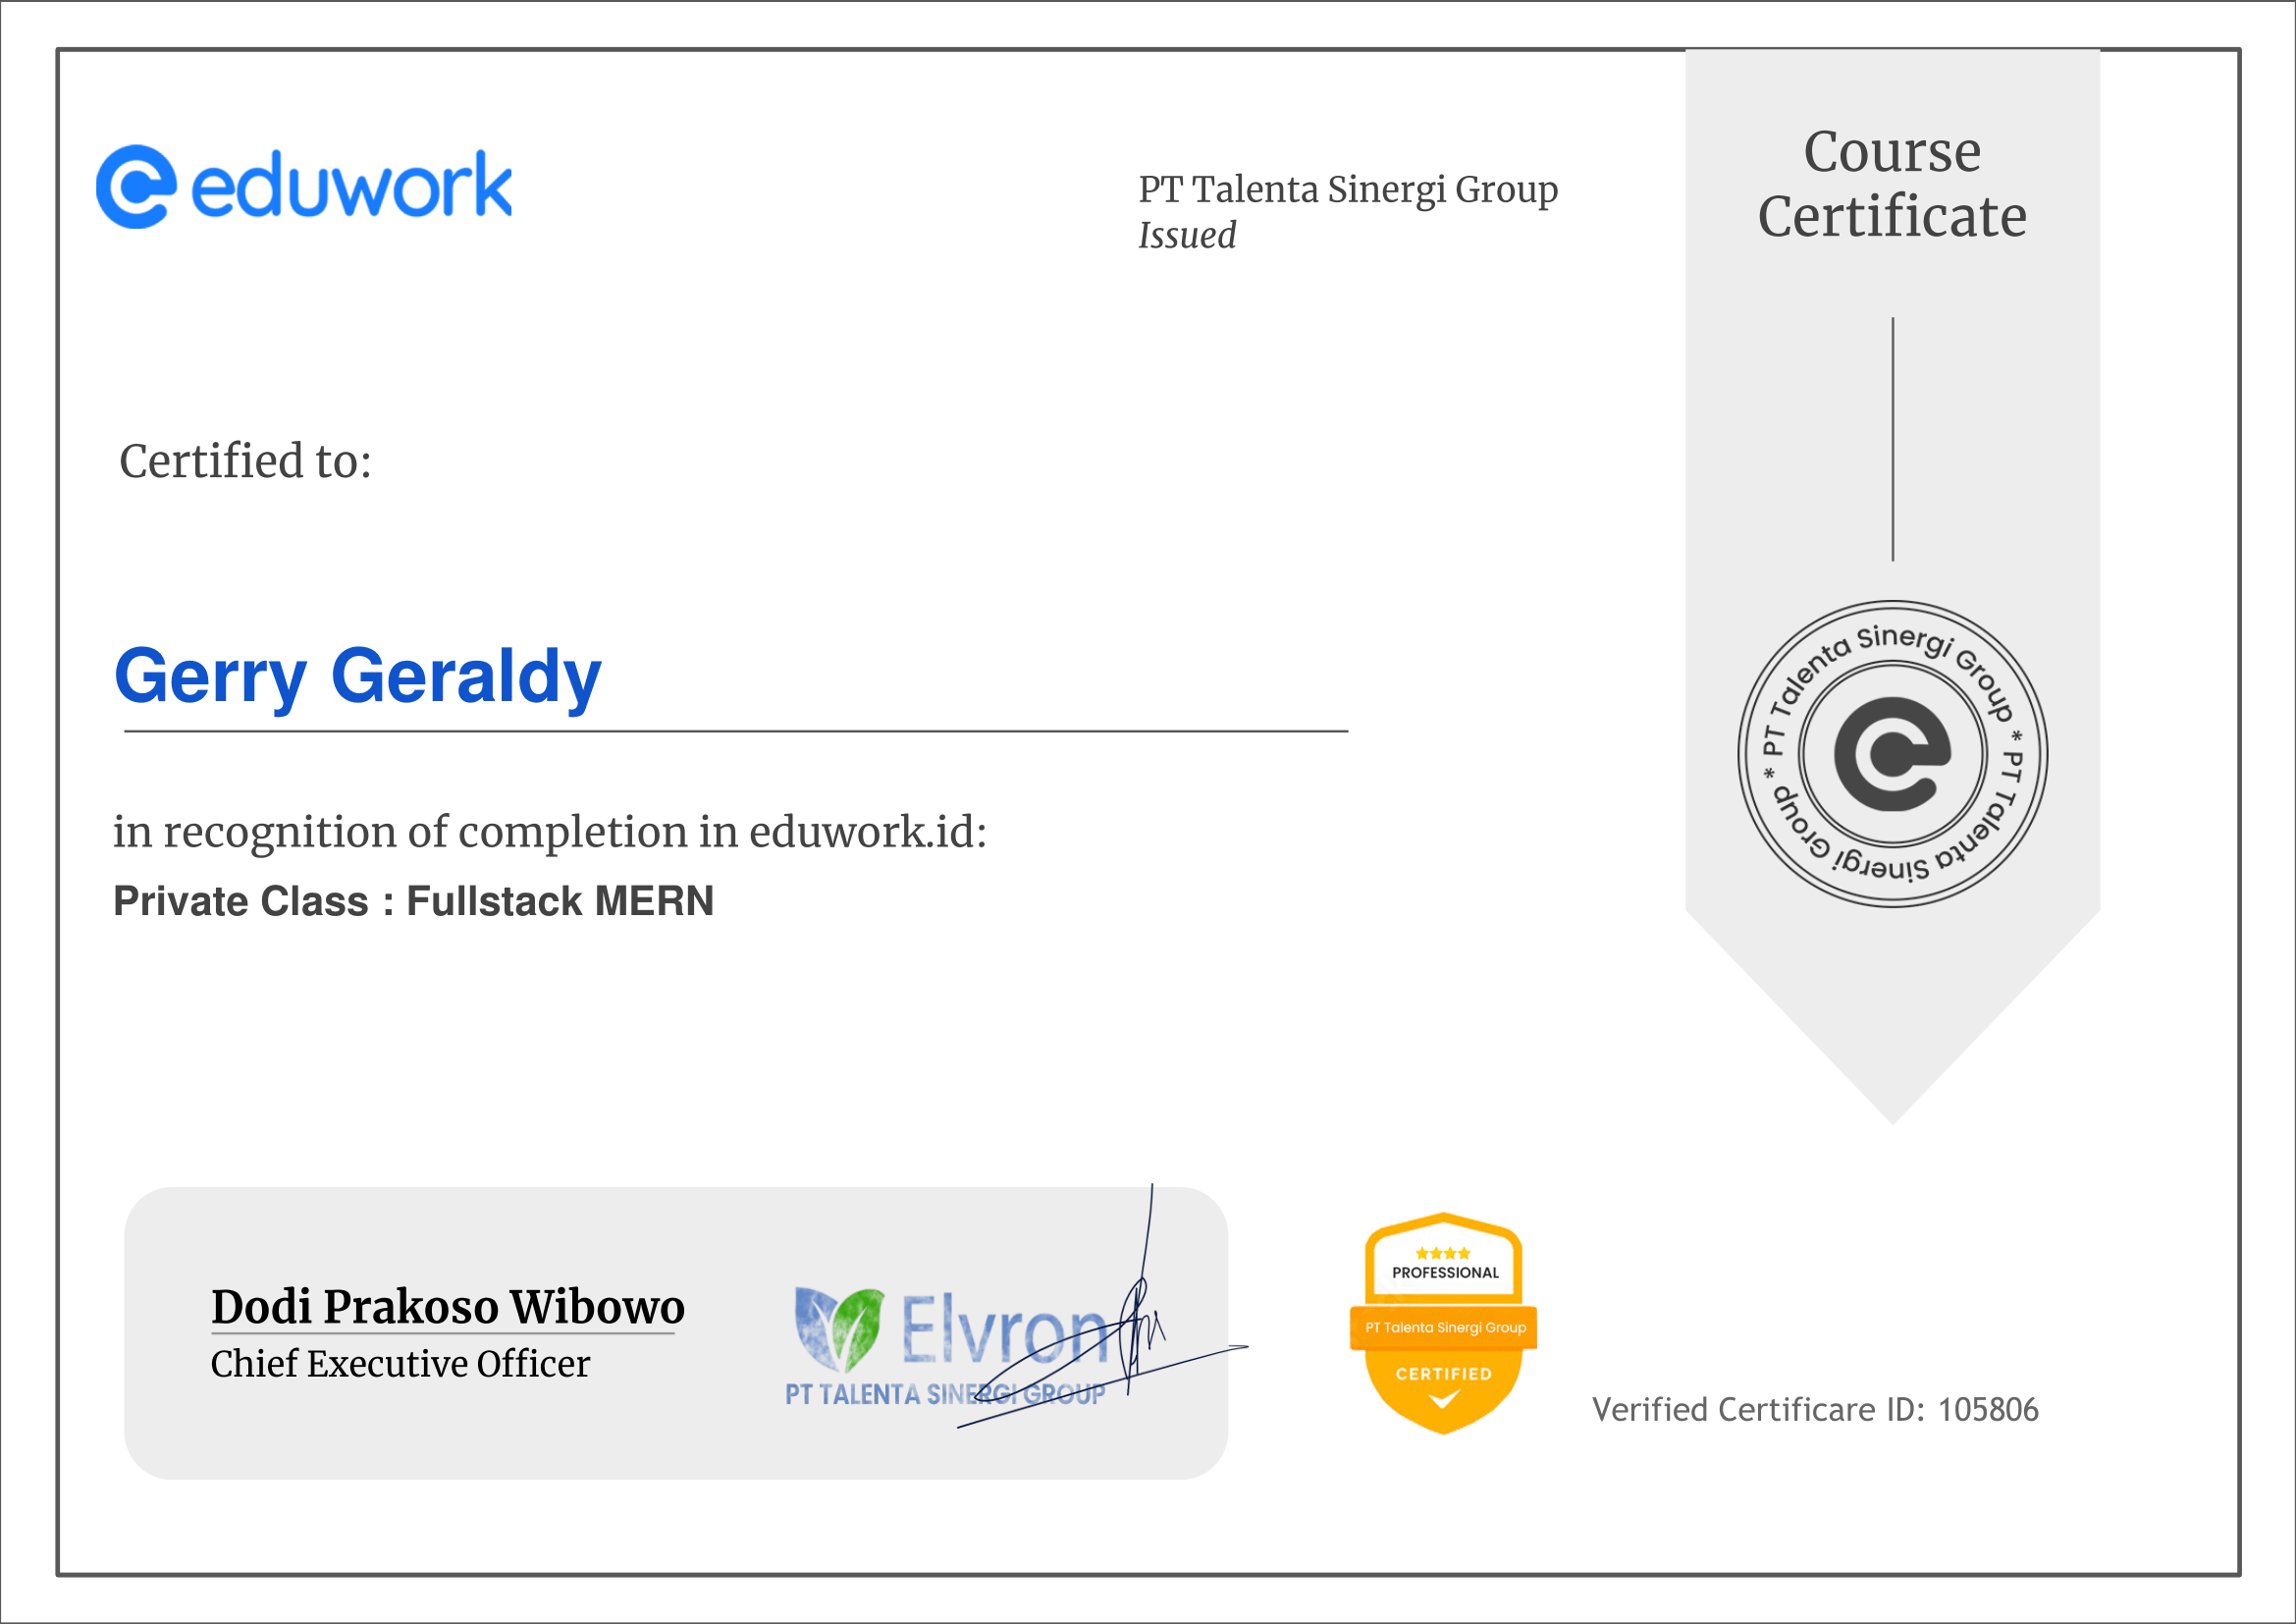 eduwork
PT Talenta Sinergi Group
Issued
Course
Certificate
Certified to:
Gerry Geraldy
in recognition of completion in eduwork.id:
Private Class : Fullstack MERN
* PT Talenta Sinergi Group * PT Talenta Sinergi Group
Dodi Prakoso Wibowo
Chief Executive Officer
Elvron
PT TALENTA SINERGI GROUP
PROFESSIONAL
PT Talenta Sinergi Group
CERTIFIED
Verified Certificare ID: 105806